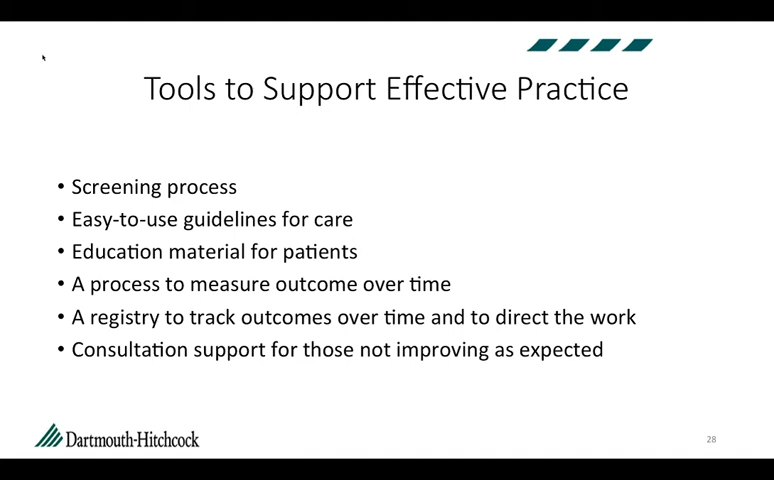 Tools to Support Effective Practice
• Screening process
• Easy-to-use guidelines for care
• Education material for patients
• A process to measure outcome over time
• A registry to track outcomes over time and to direct the work
• Consultation support for those not improving as expected
Dartmouth-Hitchcock
28